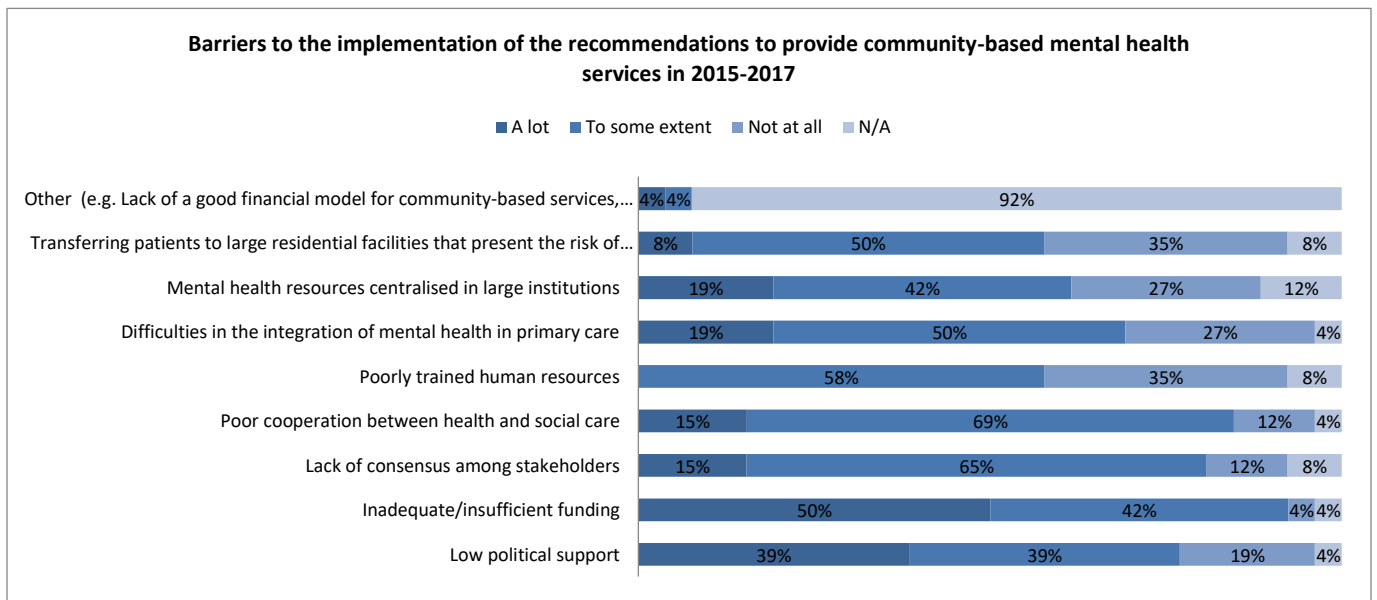 Barriers to the implementation of the recommendations to provide community-based mental health
services in 2015-2017
A lot To some extent Not at all N/A
Other (e.g. Lack of a good financial model for community-based services,... 4% 4% 92%
Transferring patients to large residential facilities that present the risk of... 8% 50% 35% 8%
Mental health resources centralised in large institutions 19% 42% 27% 12%
Difficulties in the integration of mental health in primary care 19% 50% 27% 4%
Poorly trained human resources 58% 35% 8%
Poor cooperation between health and social care 15% 69% 12% 4%
Lack of consensus among stakeholders 15% 65% 12% 8%
Inadequate/insufficient funding 50% 42% 4% 4%
Low political support 39% 39% 19% 4%